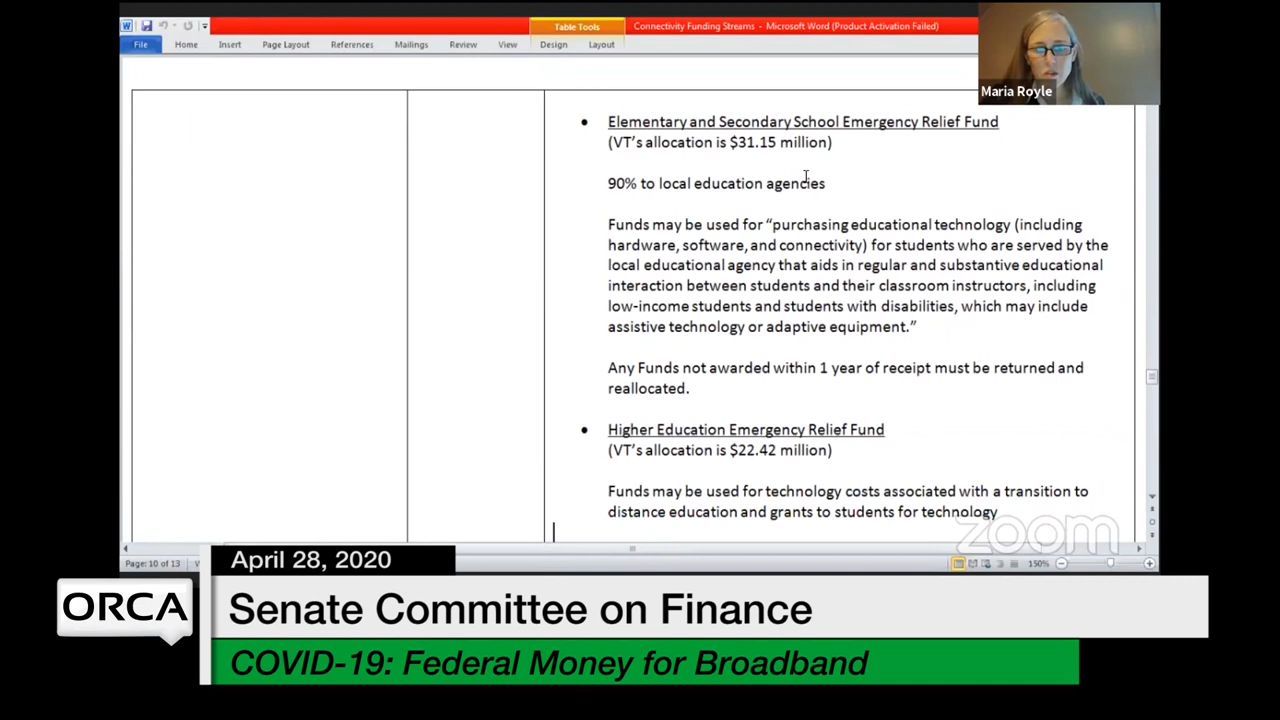 Table Tools
Connectivity Funding Streams - Microsoft Word (Product Activation Failed)
File Home Insert Page Layout References Mailings Review View Design Layout
Maria Royle
• Elementary and Secondary School Emergency Relief Fund
(VT's allocation is $31.15 million)
90% to local education agencies
Funds may be used for “purchasing educational technology (including
hardware, software, and connectivity) for students who are served by the
local educational agency that aids in regular and substantive educational
interaction between students and their classroom instructors, including
low-income students and students with disabilities, which may include
assistive technology or adaptive equipment.”
Any Funds not awarded within 1 year of receipt must be returned and
reallocated.
• Higher Education Emergency Relief Fund
(VT's allocation is $22.42 million)
Funds may be used for technology costs associated with a transition to
distance education and grants to students for technology
zoom
Page: 10 of 13
150%
April 28, 2020
ORCA
Senate Committee on Finance
COVID-19: Federal Money for Broadband